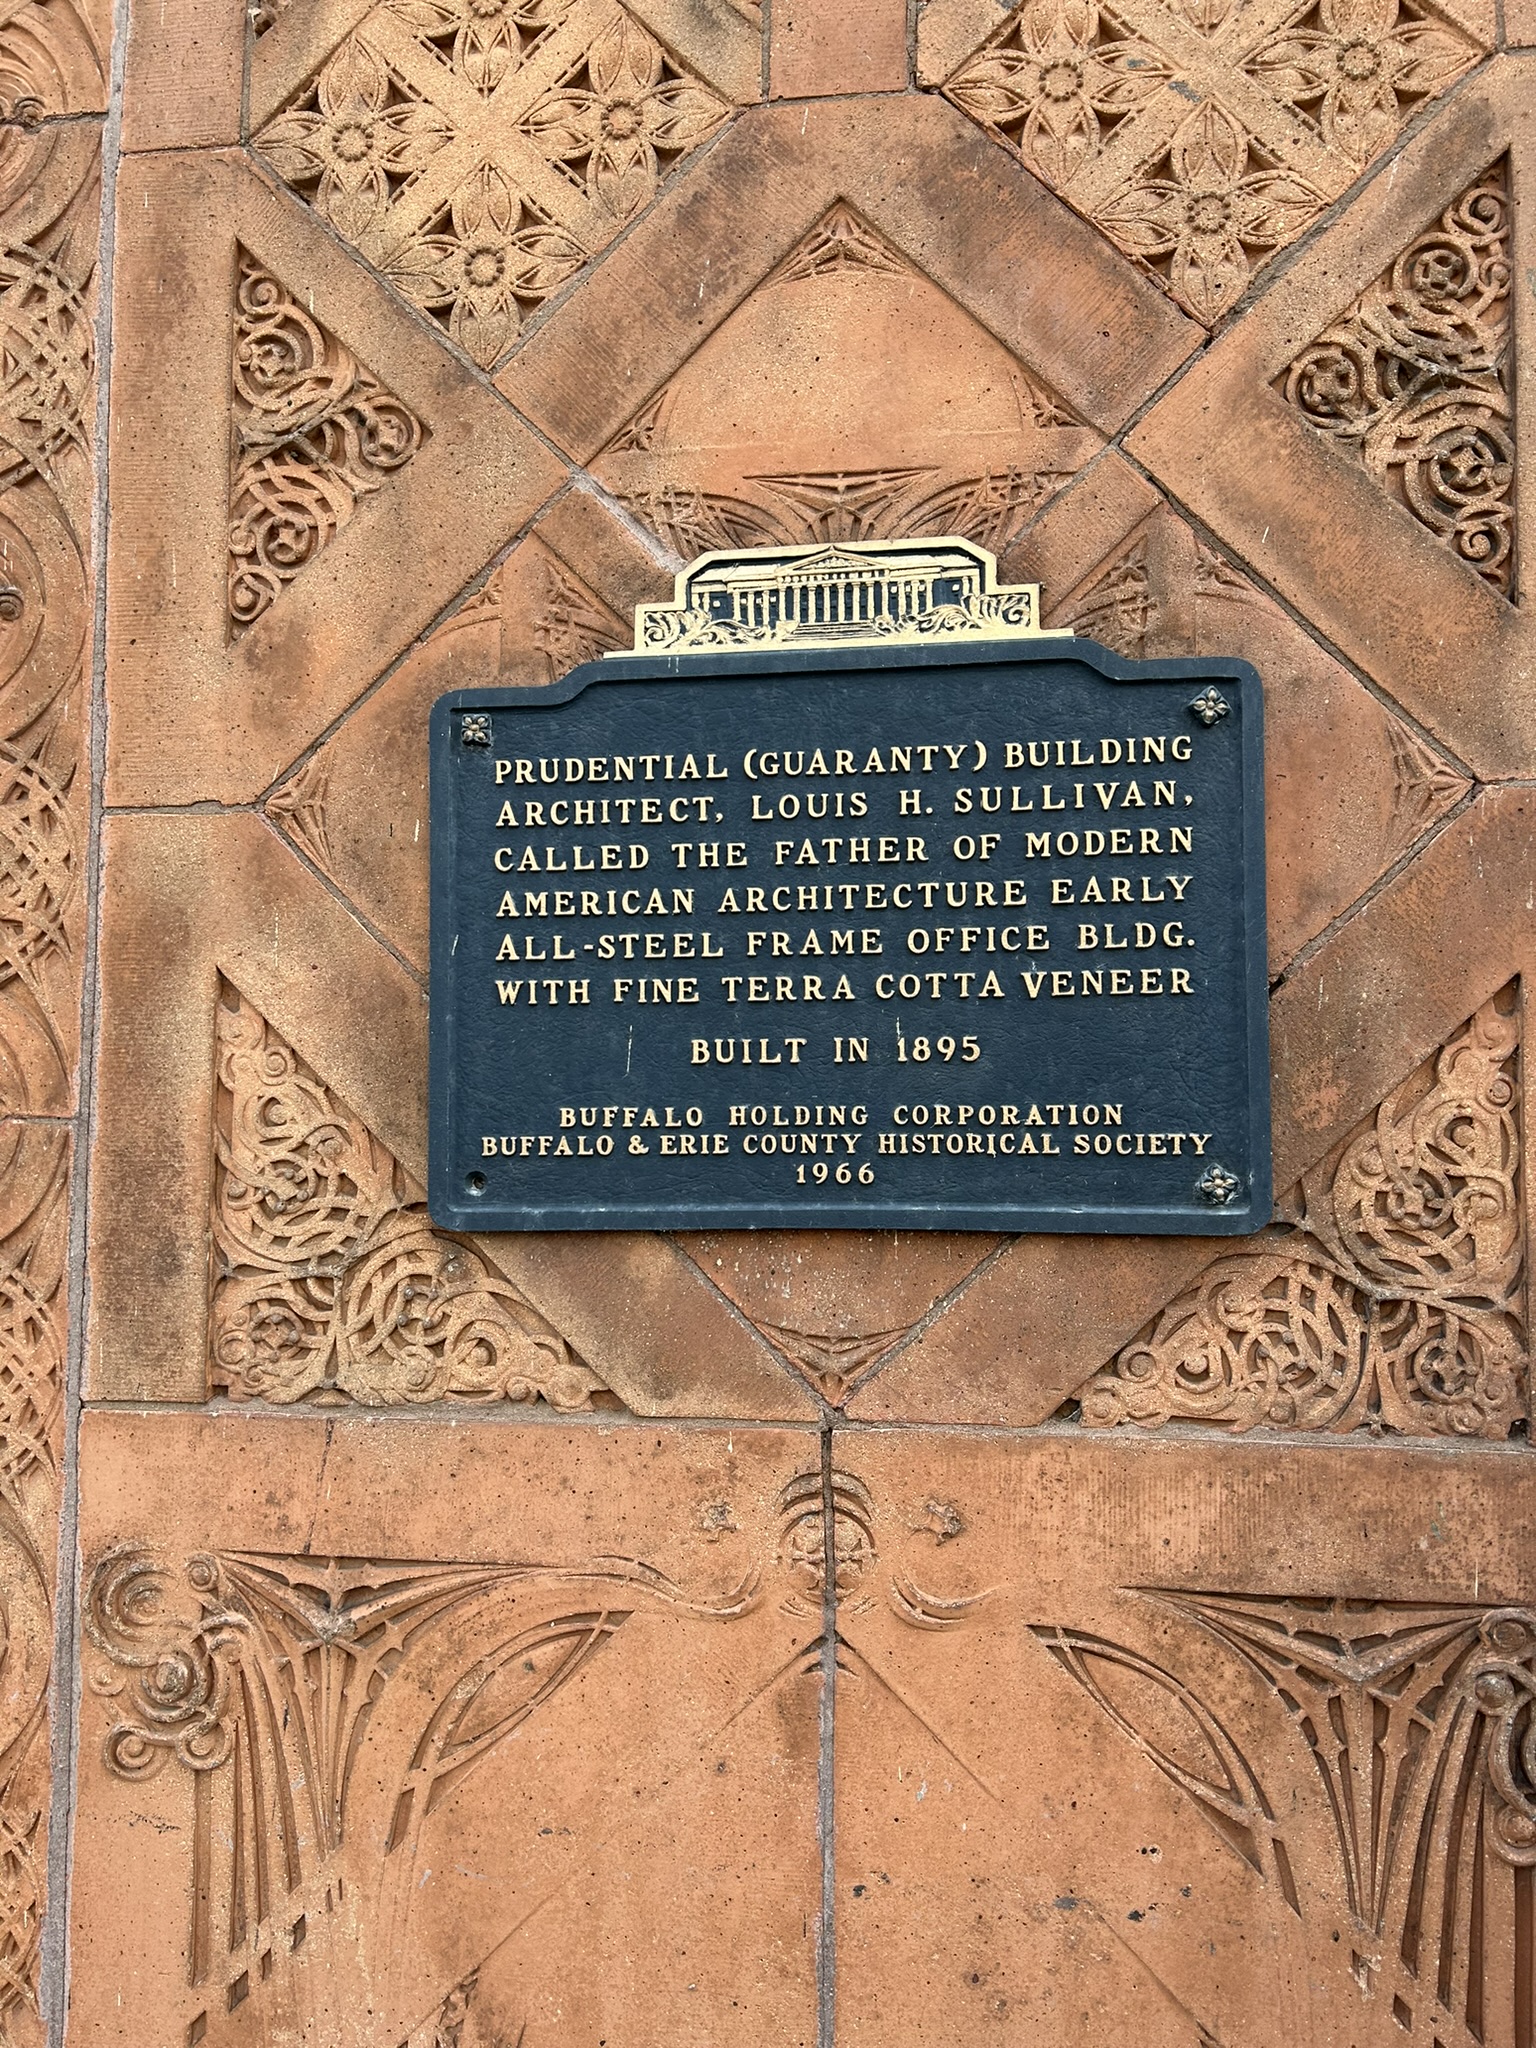 PRUDENTIAL (GUARANTY) BUILDING
ARCHITECT, LOUIS H. SULLIVAN,
CALLED THE FATHER OF MODERN
AMERICAN ARCHITECTURE EARLY
ALL-STEEL FRAME OFFICE BLDG.
WITH FINE TERRA COTTA VENEER
BUILT IN 1895
BUFFALO HOLDING CORPORATION
BUFFALO & ERIE COUNTY HISTORICAL SOCIETY
1966